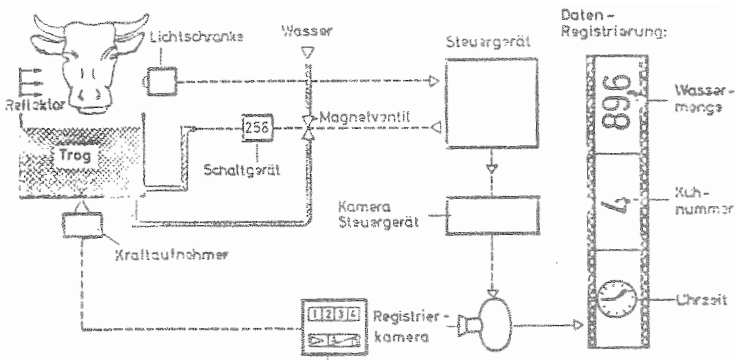 Lichtschranke
Wasser
Steuergerät
Daten-
Registrierung:
Reflektor
Trog
256
Schaltgerät
Magnetventil
896
Wasser-
menge
Kraftaufnehmer
Kamera
Steuergerät
4
Kuh-
nummer
1 2 3 4
Registrier-
kamera
Uhrzeit